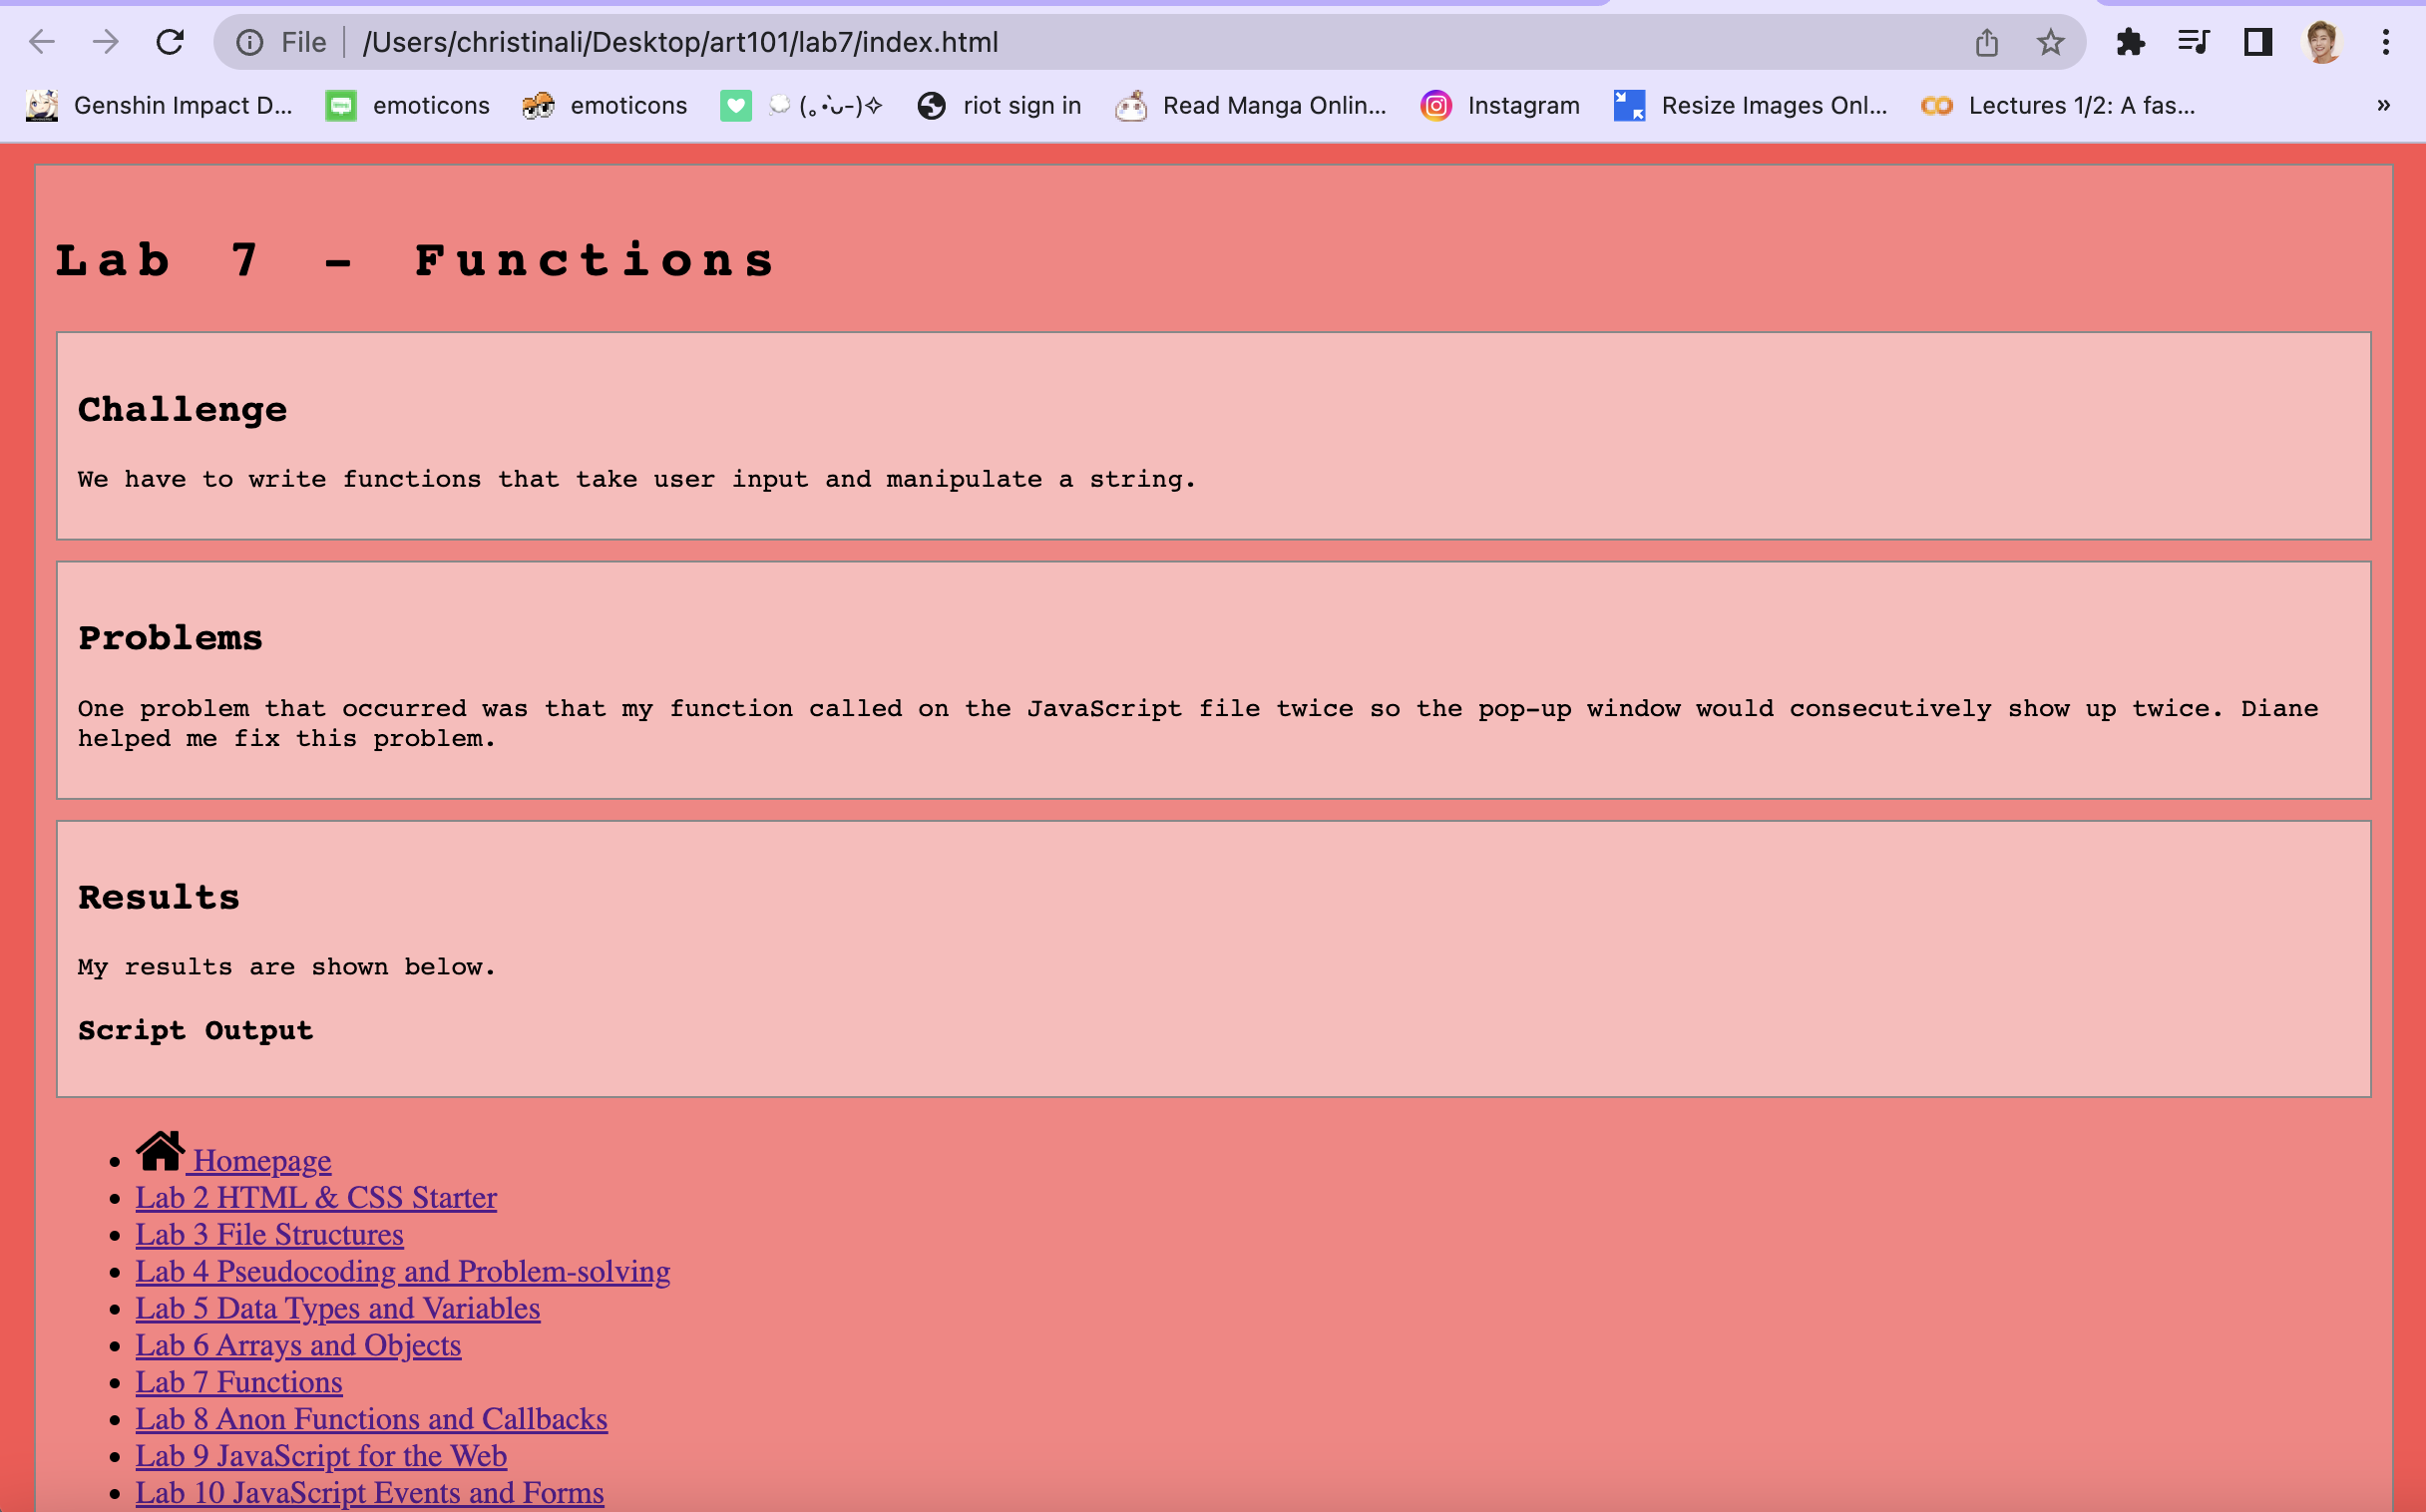 File /Users/christinali/Desktop/art101/lab7/index.html
Genshin Impact D... emoticons emoticons riot sign in Read Manga Onlin... Instagram Resize Images Onl... Lectures 1/2: A fas... »
Lab 7 - Functions
Challenge
We have to write functions that take user input and manipulate a string.
Problems
One problem that occurred was that my function called on the JavaScript file twice so the pop-up window would consecutively show up twice. Diane
helped me fix this problem.
Results
My results are shown below.
Script Output
Homepage
Lab 2 HTML & CSS Starter
Lab 3 File Structures
Lab 4 Pseudocoding and Problem-solving
Lab 5 Data Types and Variables
Lab 6 Arrays and Objects
Lab 7 Functions
Lab 8 Anon Functions and Callbacks
Lab 9 JavaScript for the Web
Lab 10 JavaScript Events and Forms